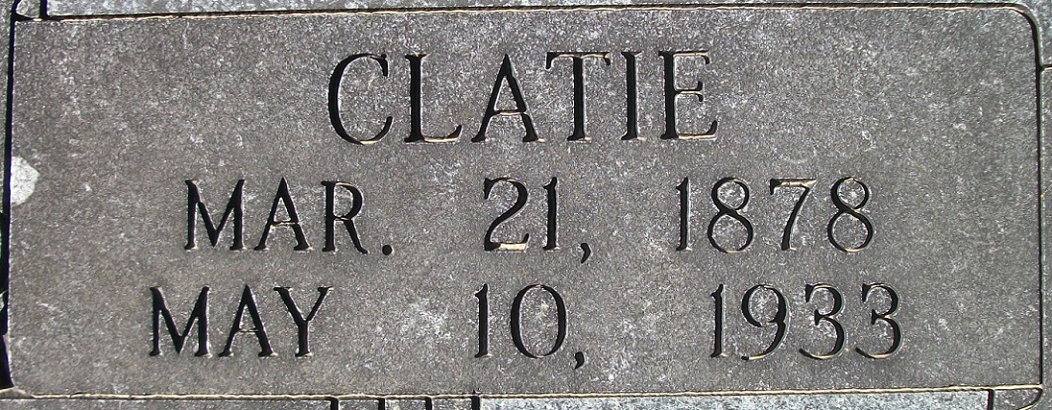 CLATIE
MAR. 21, 1878
MAY 10, 1933